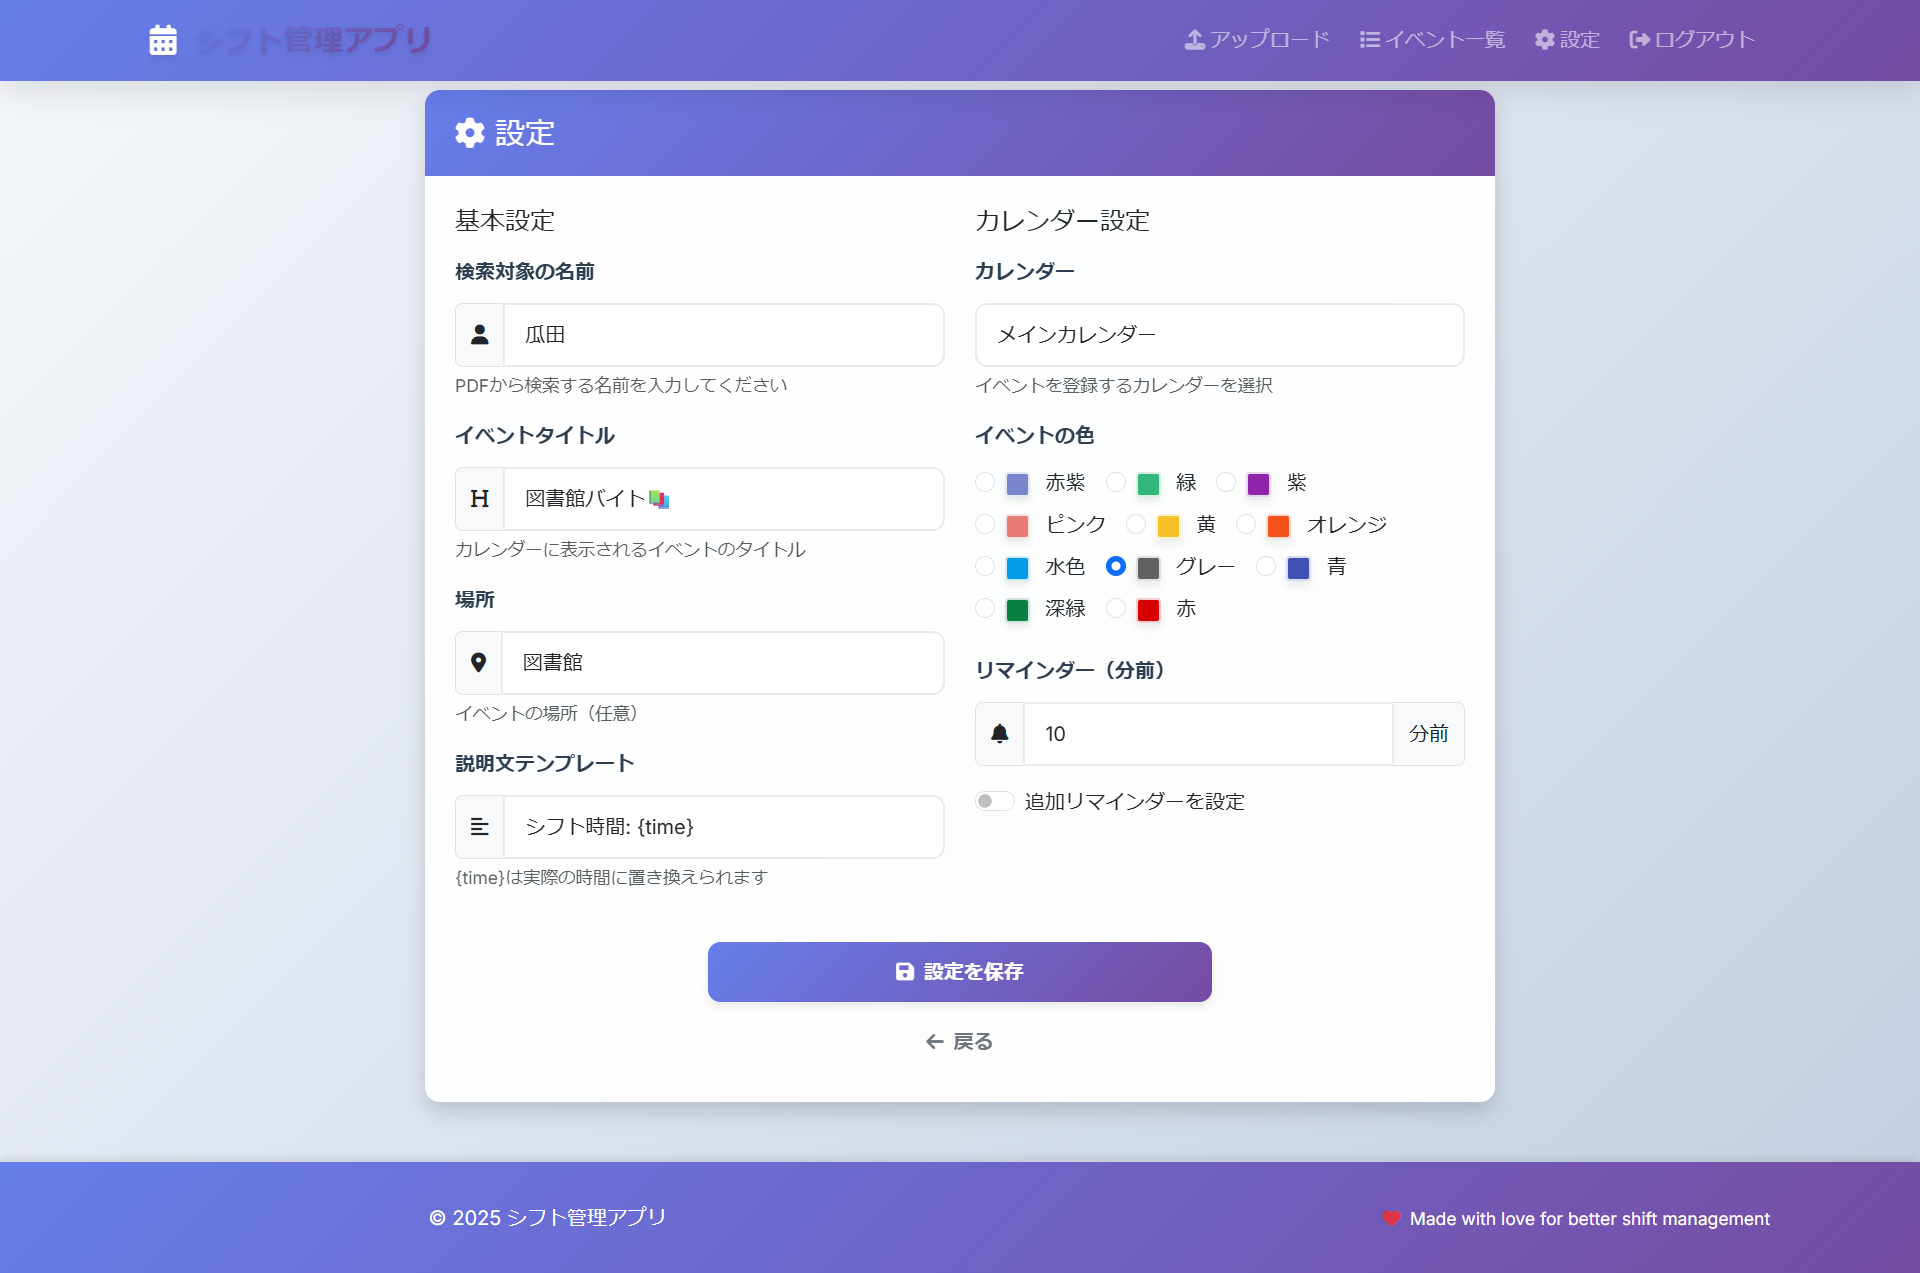 シフト管理アプリ
アップロード
イベント一覧
設定
ログアウト
設定
基本設定
検索対象の名前
瓜田
PDFから検索する名前を入力してください
イベントタイトル
H
図書館バイト
カレンダーに表示されるイベントのタイトル
場所
図書館
イベントの場所（任意）
説明文テンプレート
シフト時間: {time}
{time}は実際の時間に置き換えられます
カレンダー設定
カレンダー
メインカレンダー
イベントを登録するカレンダーを選択
イベントの色
赤紫 緑 紫
ピンク 黄 オレンジ
水色 グレー 青
深緑 赤
リマインダー（分前）
10 分前
追加リマインダーを設定
設定を保存
戻る
© 2025 シフト管理アプリ
Made with love for better shift management